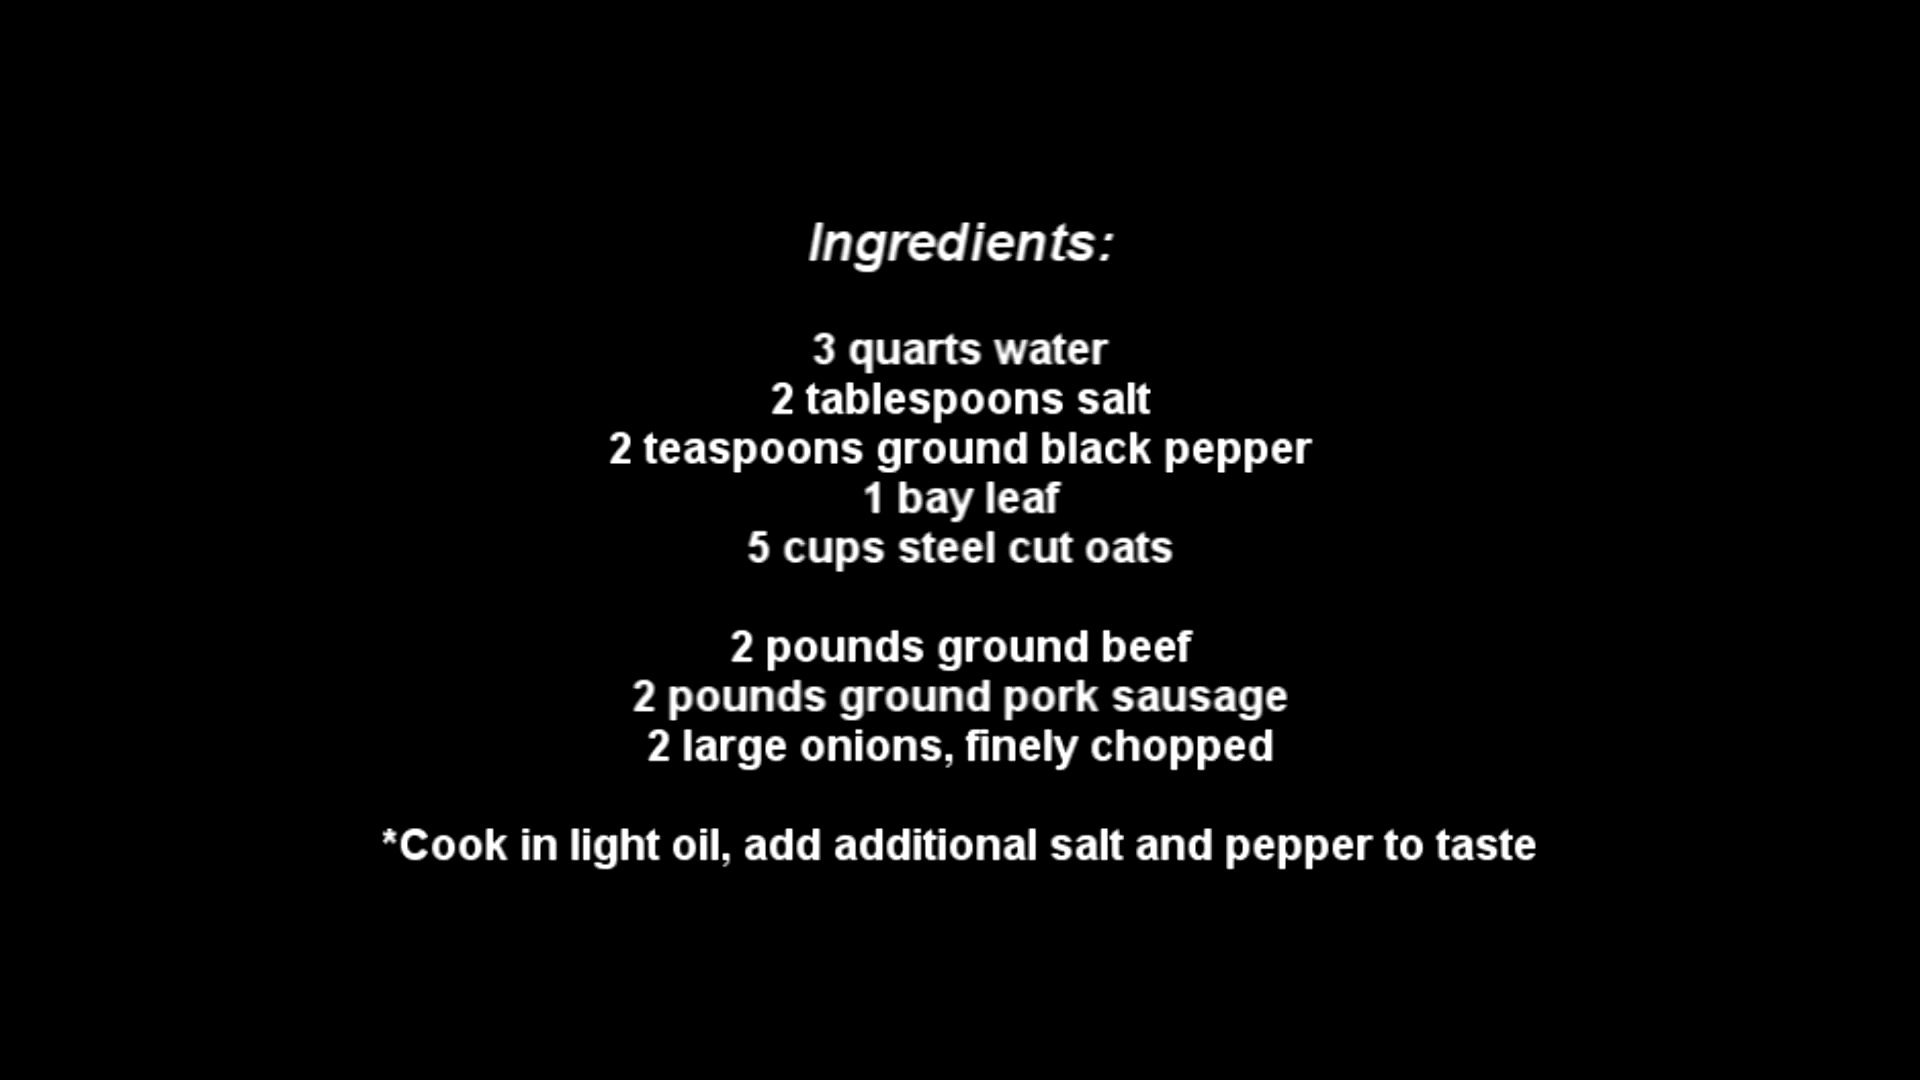 Ingredients:
3 quarts water
2 tablespoons salt
2 teaspoons ground black pepper
1 bay leaf
5 cups steel cut oats
2 pounds ground beef
2 pounds ground pork sausage
2 large onions, finely chopped
*Cook in light oil, add additional salt and pepper to taste